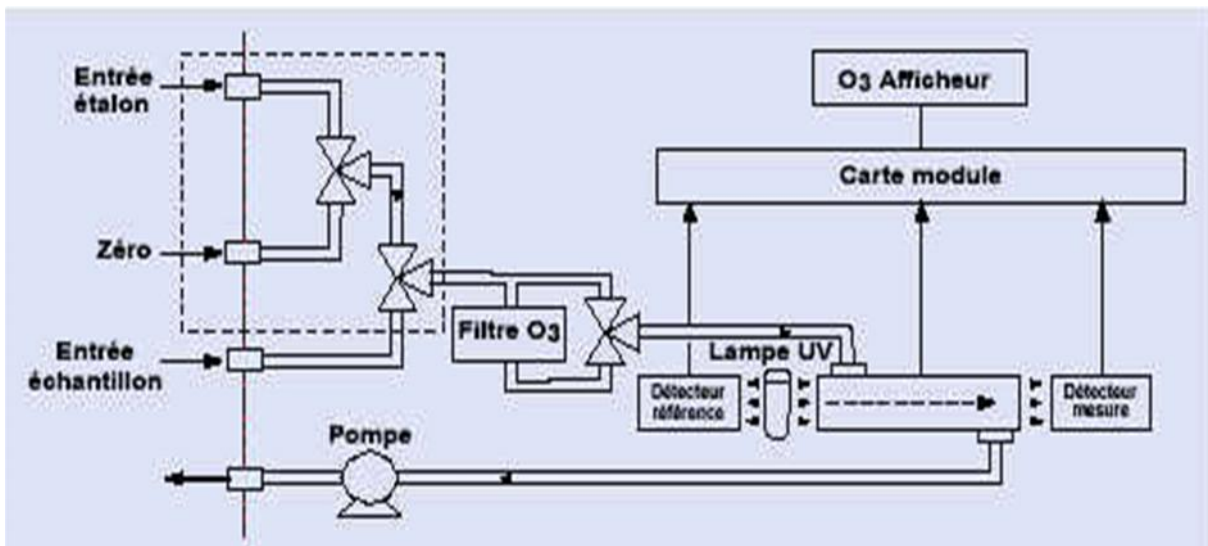 Entrée
étalon
O3 Afficheur
Carte module
Zéro
Filtre O3
Entrée
échantillon
Lampe UV
Détecteur
référence
Détecteur
mesure
Pompe